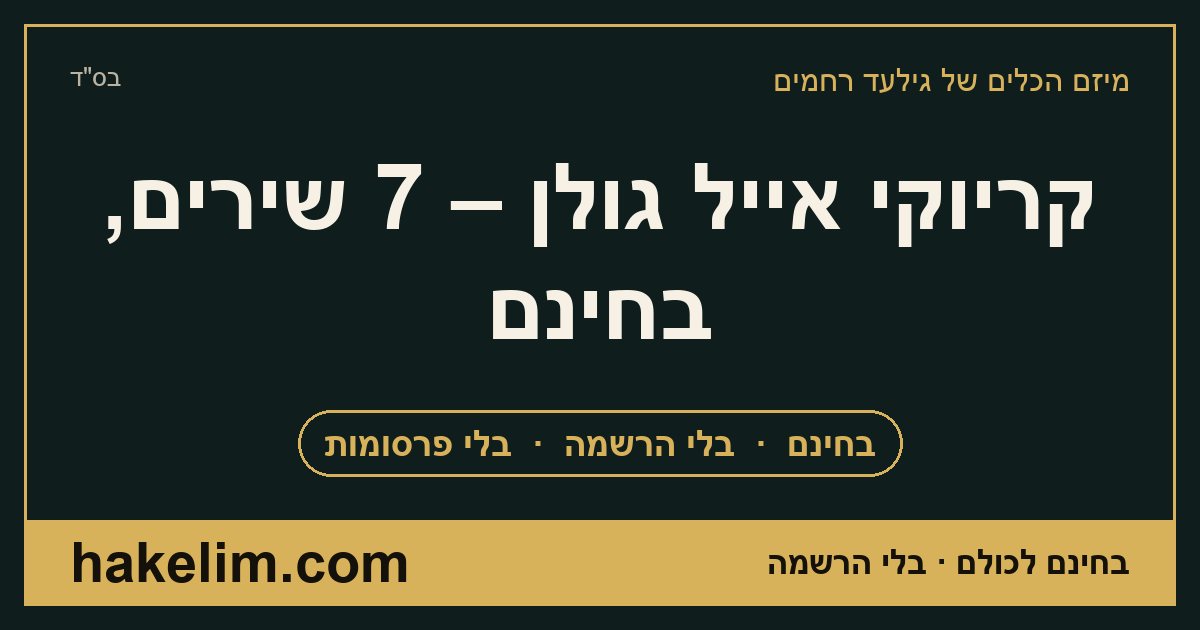 מיזם הכלים של גילעד רחמים
בס"ד
קריוקי אייל גולן – 7 שירים,
בחינם
בחינם · בלי הרשמה · בלי פרסומות
בחינם לכולם · בלי הרשמה
hakelim.com